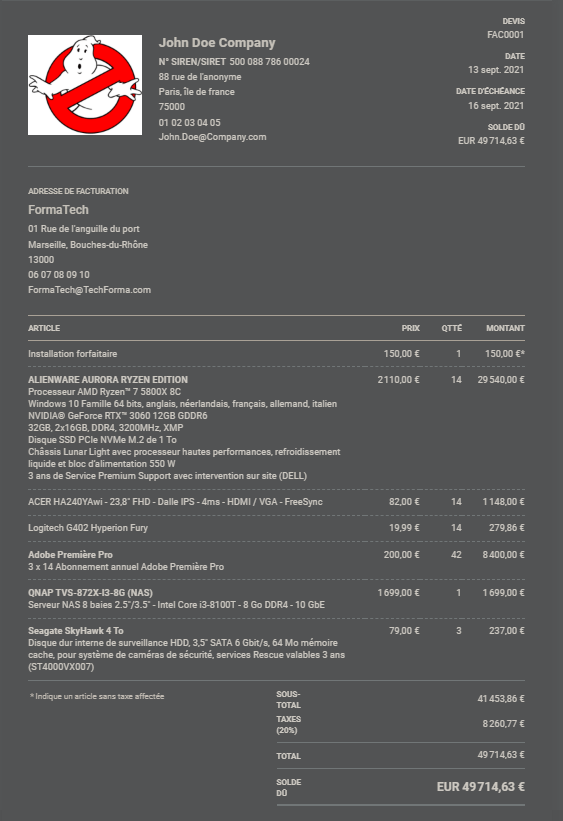 DEVIS
FAC0001
DATE
13 sept. 2021
DATE D'ÉCHÉANCE
16 sept. 2021
SOLDE DÛ
EUR 49 714,63 €
John Doe Company
N° SIREN/SIRET 500 088 786 00024
88 rue de l'anonyme
Paris, île de france
75000
01 02 03 04 05
John.Doe@Company.com
ADRESSE DE FACTURATION
FormaTech
01 Rue de l'anguille du port
Marseille, Bouches-du-Rhône
13000
06 07 08 09 10
FormaTech@TechForma.com
ARTICLE PRIX QTTÉ MONTANT
Installation forfaitaire 150,00 € 1 150,00 €*
ALIENWARE AURORA RYZEN EDITION 2 110,00 € 14 29 540,00 €
Processeur AMD Ryzen™ 7 5800X 8C
Windows 10 Famille 64 bits, anglais, néerlandais, français, allemand, italien
NVIDIA® GeForce RTX™ 3060 12GB GDDR6
32GB, 2x16GB, DDR4, 3200MHz, XMP
Disque SSD PCIe NVMe M.2 de 1 To
Châssis Lunar Light avec processeur hautes performances, refroidissement
liquide et bloc d'alimentation 550 W
3 ans de Service Premium Support avec intervention sur site (DELL)
ACER HA240YAwi - 23,8" FHD - Dalle IPS - 4ms - HDMI / VGA - FreeSync 82,00 € 14 1 148,00 €
Logitech G402 Hyperion Fury 19,99 € 14 279,86 €
Adobe Première Pro 200,00 € 42 8 400,00 €
3 x 14 Abonnement annuel Adobe Première Pro
QNAP TVS-872X-I3-8G (NAS) 1 699,00 € 1 1 699,00 €
Serveur NAS 8 baies 2.5"/3.5" - Intel Core i3-8100T - 8 Go DDR4 - 10 GbE
Seagate SkyHawk 4 To 79,00 € 3 237,00 €
Disque dur interne de surveillance HDD, 3,5" SATA 6 Gbit/s, 64 Mo mémoire
cache, pour système de caméras de sécurité, services Rescue valables 3 ans
(ST4000VX007)
* Indique un article sans taxe affectée
SOUS-
TOTAL 41 453,86 €
TAXES
(20%) 8 260,77 €
TOTAL 49 714,63 €
SOLDE
DÛ EUR 49 714,63 €